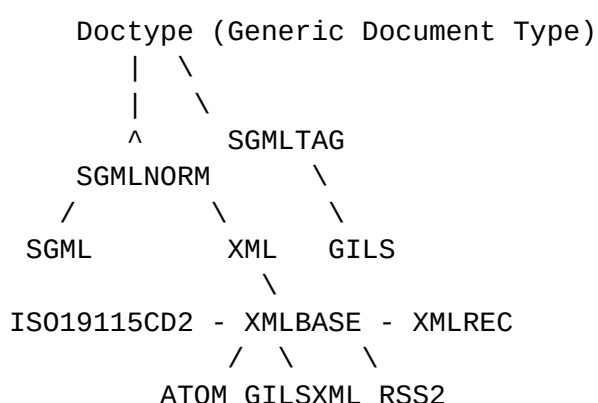 Doctype (Generic Document Type)
| \
| \
^ SGMLTAG
SGMLNORM \
/ \ \
SGML XML GILS
\
ISO19115CD2 - XMLBASE - XMLREC
/ \ \
ATOM GILSXML RSS2